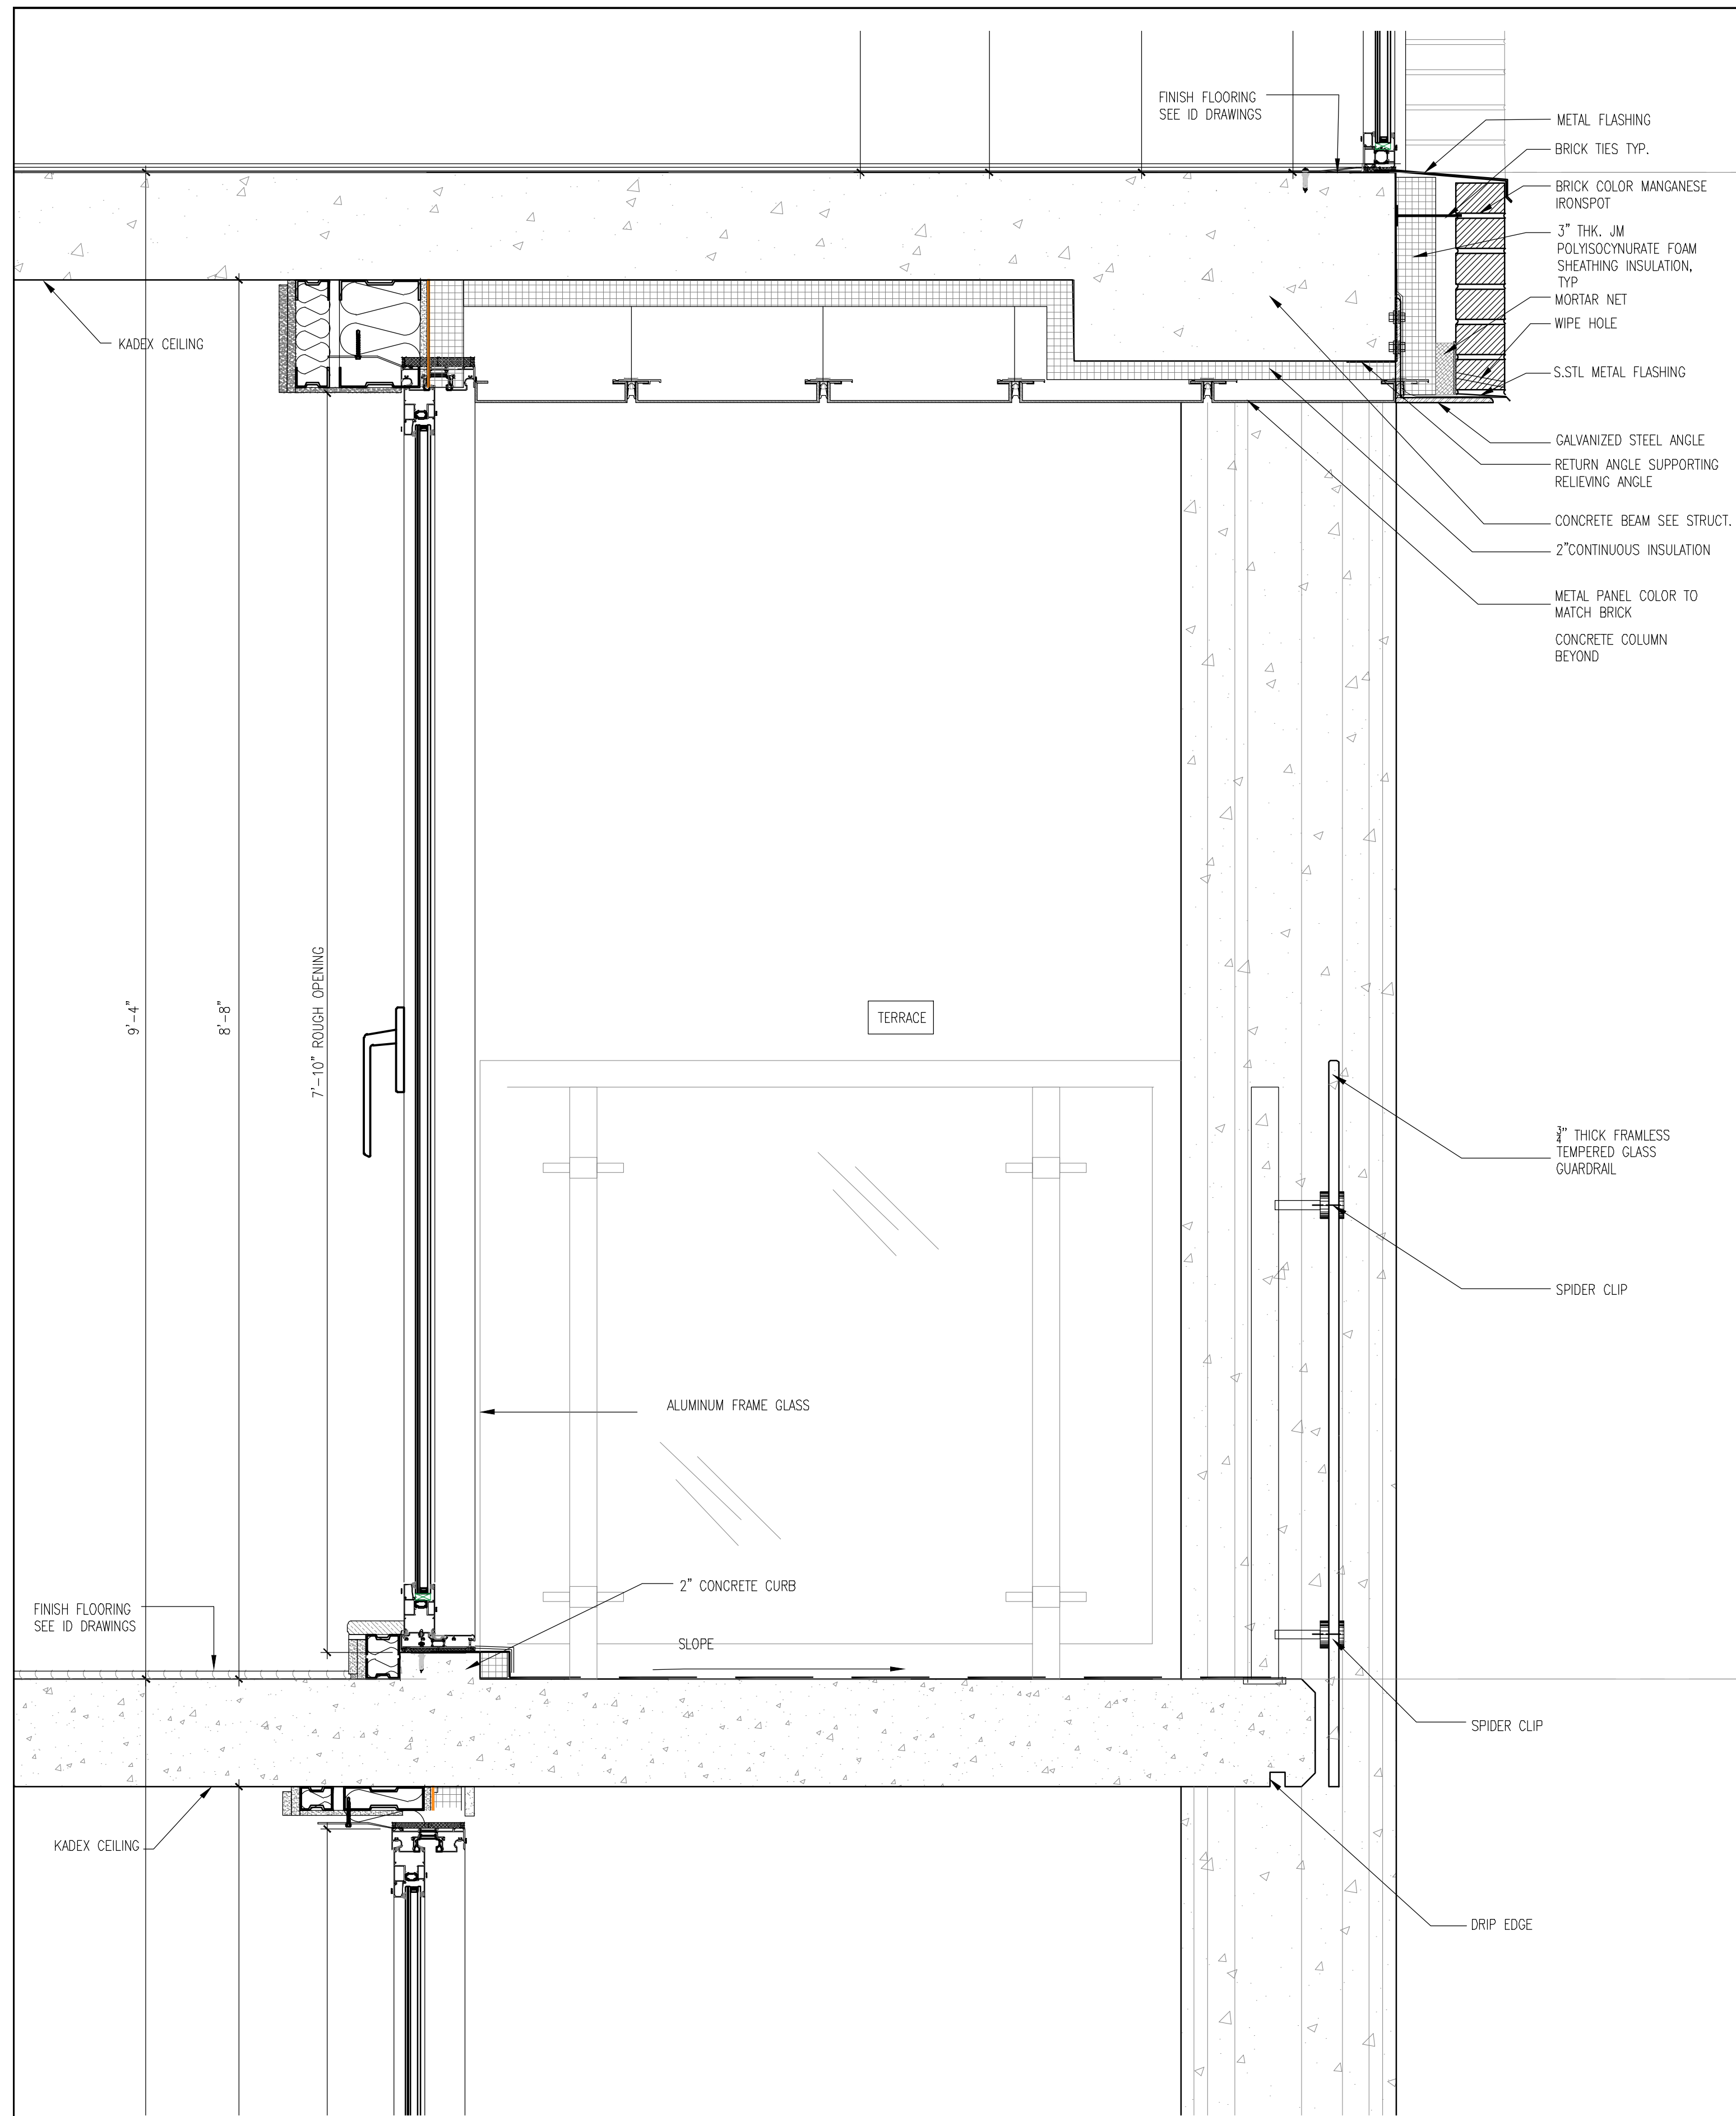 FINISH FLOORING
SEE ID DRAWINGS
METAL FLASHING
BRICK TIES TYP.
BRICK COLOR MANGANESE
IRONSPOT
3" THK. JM
POLYISOCYNURATE FOAM
SHEATHING INSULATION,
TYP
MORTAR NET
WIPE HOLE
S.STL METAL FLASHING
KADEX CEILING
GALVANIZED STEEL ANGLE
RETURN ANGLE SUPPORTING
RELIEVING ANGLE
CONCRETE BEAM SEE STRUCT.
2"CONTINUOUS INSULATION
METAL PANEL COLOR TO
MATCH BRICK
CONCRETE COLUMN
BEYOND
9'-4"
8'-8"
7'-10" ROUGH OPENING
TERRACE
3/4" THICK FRAMLESS
TEMPERED GLASS
GUARDRAIL
SPIDER CLIP
ALUMINUM FRAME GLASS
2" CONCRETE CURB
FINISH FLOORING
SEE ID DRAWINGS
SLOPE
SPIDER CLIP
KADEX CEILING
DRIP EDGE